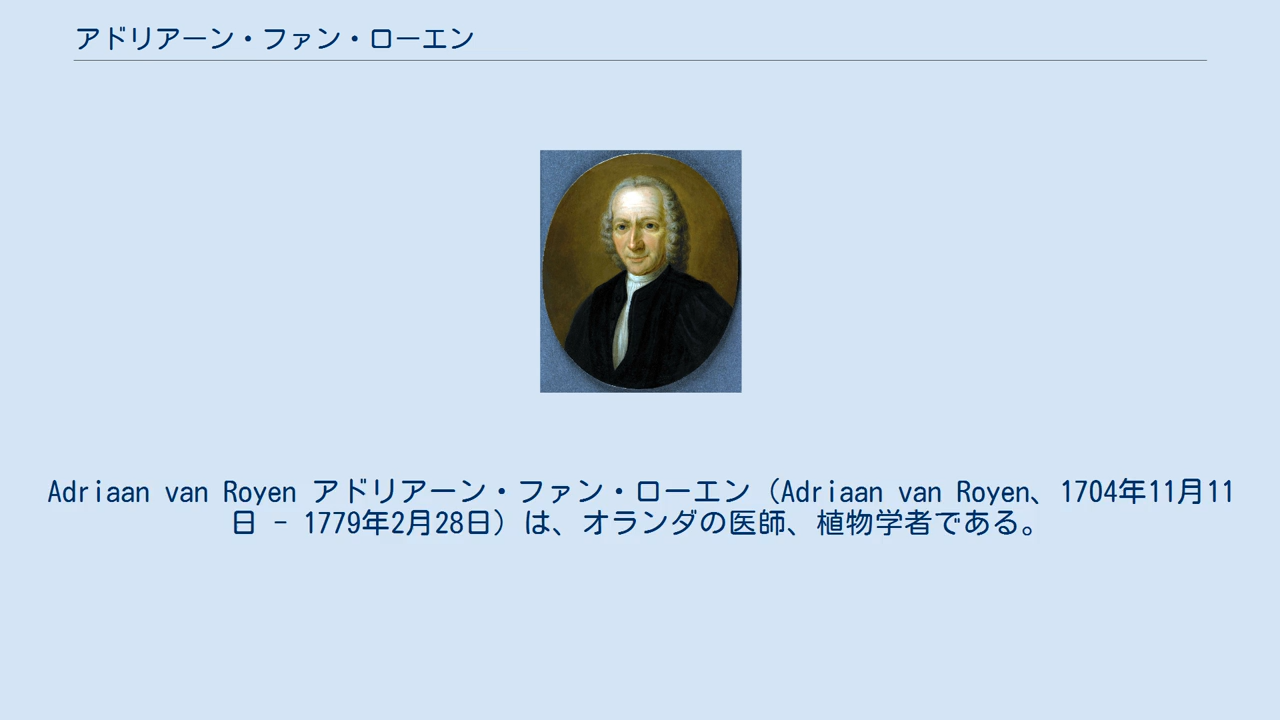 アドリアーン・ファン・ローエン
Adriaan van Royen アドリアーン・ファン・ローエン（Adriaan van Royen、1704年11月11
日 - 1779年2月28日）は、オランダの医師、植物学者である。